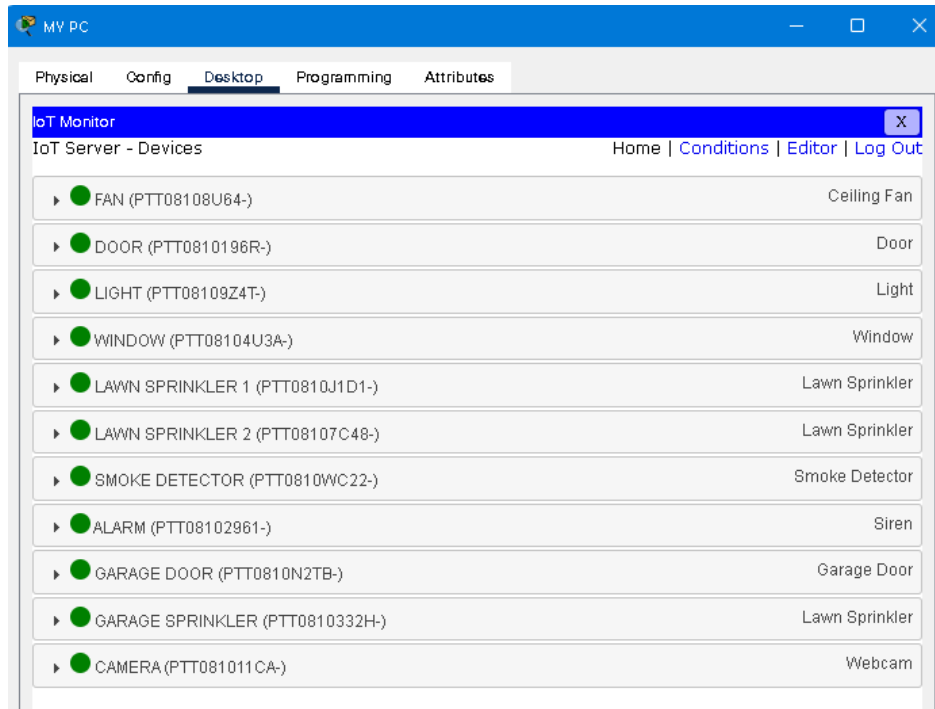 MY PC
Physical Config Desktop Programming Attributes
IoT Monitor X
IoT Server - Devices Home | Conditions | Editor | Log Out
FAN (PTT08108U64-) Ceiling Fan
DOOR (PTT0810196R-) Door
LIGHT (PTT08109Z4T-) Light
WINDOW (PTT08104U3A-) Window
LAWN SPRINKLER 1 (PTT0810J1D1-) Lawn Sprinkler
LAWN SPRINKLER 2 (PTT08107C48-) Lawn Sprinkler
SMOKE DETECTOR (PTT0810WC22-) Smoke Detector
ALARM (PTT08102961-) Siren
GARAGE DOOR (PTT0810N2TB-) Garage Door
GARAGE SPRINKLER (PTT0810332H-) Lawn Sprinkler
CAMERA (PTT081011CA-) Webcam